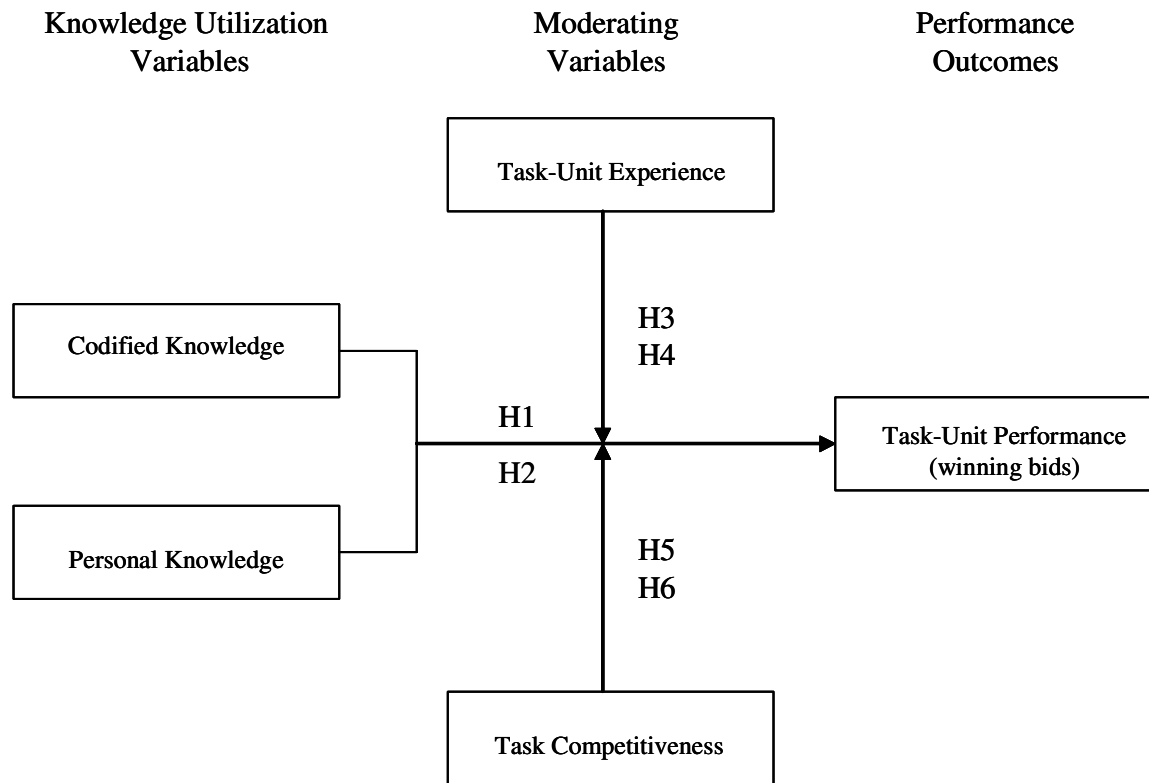 Knowledge Utilization
Variables
Moderating
Variables
Performance
Outcomes
Task-Unit Experience
H3
H4
Codified Knowledge
H1
H2
Task-Unit Performance
(winning bids)
Personal Knowledge
H5
H6
Task Competitiveness